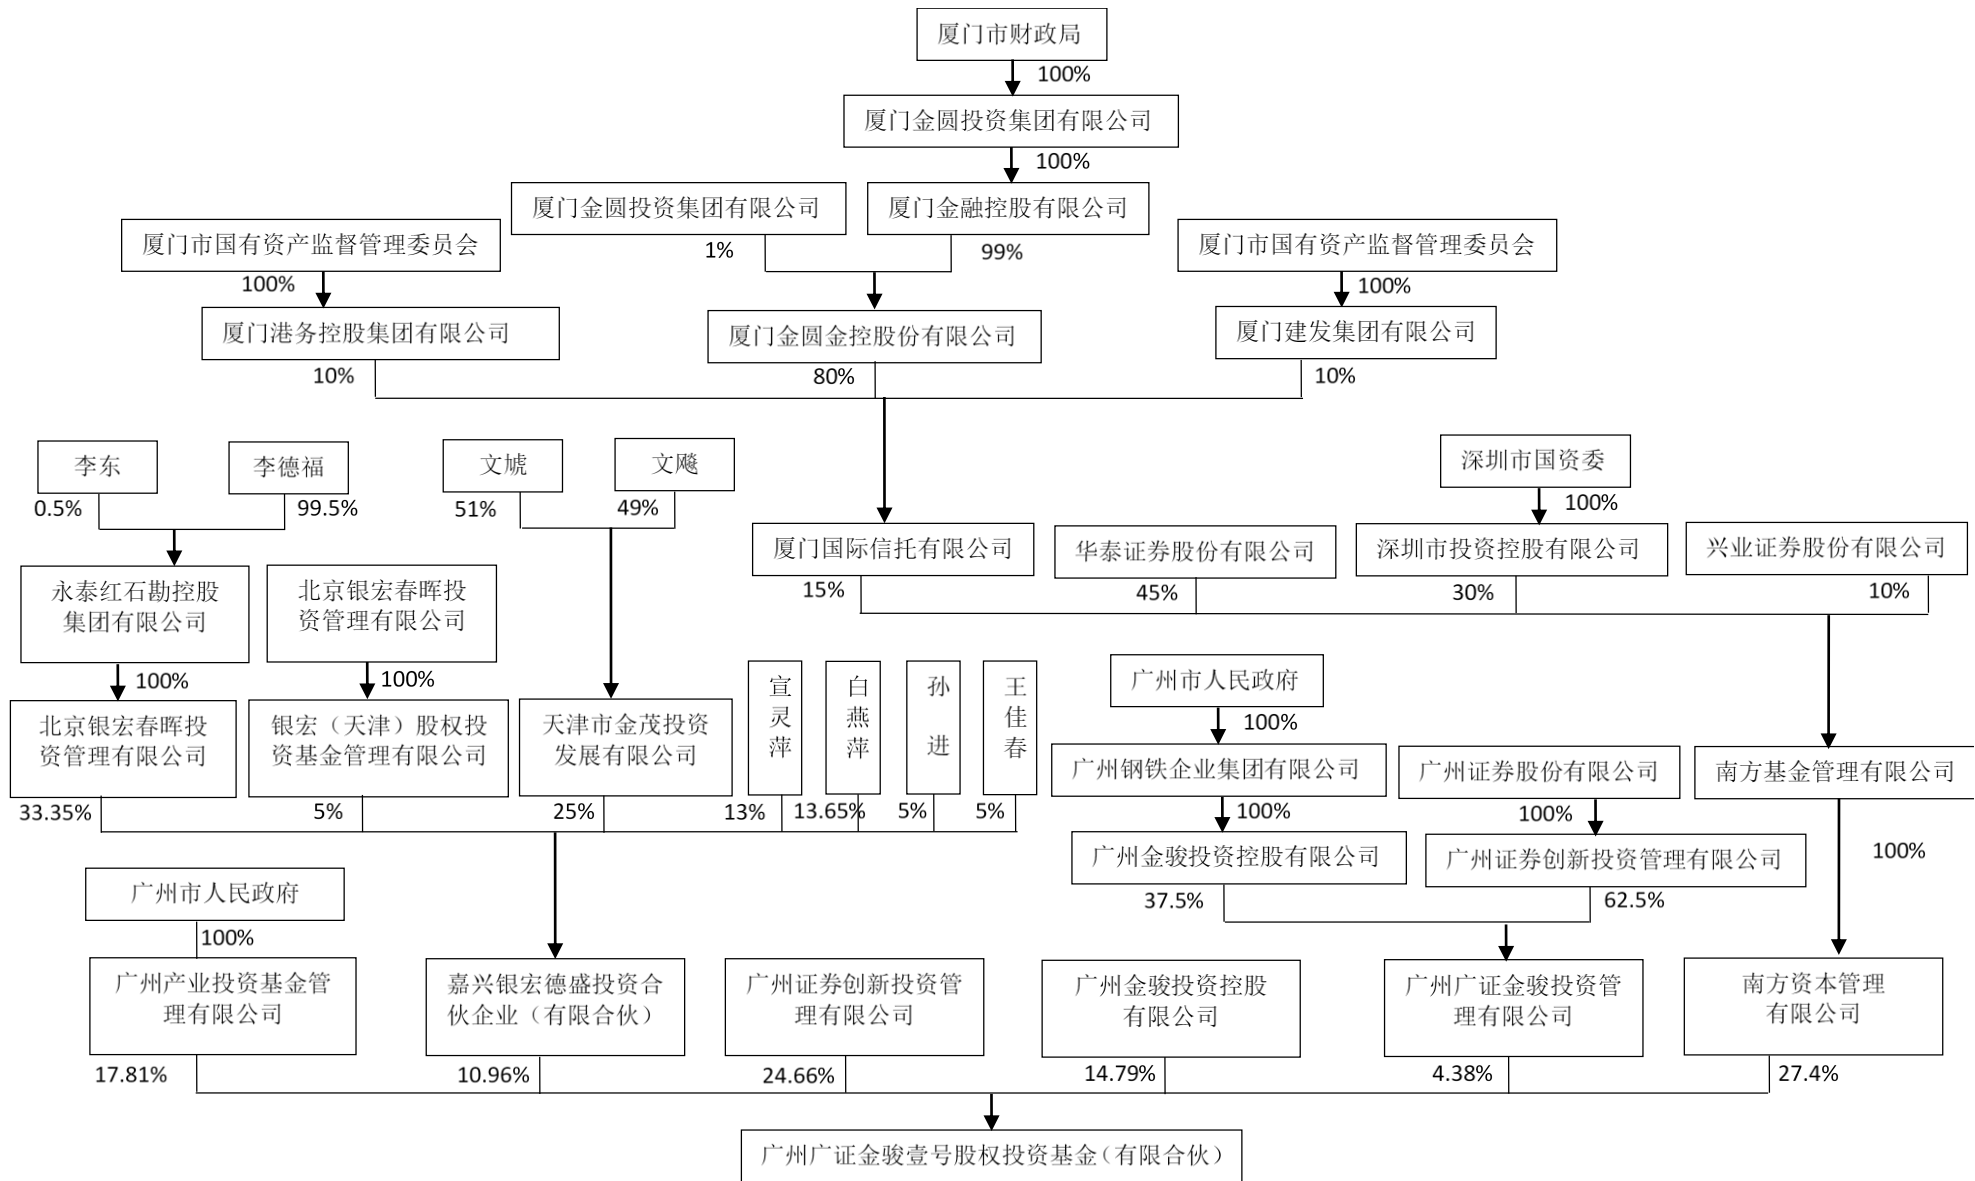 厦门市财政局
100%
厦门金圆投资集团有限公司
100%
厦门金圆投资集团有限公司
厦门金融控股有限公司
厦门市国有资产监督管理委员会
厦门市国有资产监督管理委员会
1%
99%
100%
100%
厦门港务控股集团有限公司
厦门金圆金控股份有限公司
厦门建发集团有限公司
10%
80%
10%
李东
李德福
文虓
文飚
深圳市国资委
0.5%
99.5%
51%
49%
100%
厦门国际信托有限公司
华泰证券股份有限公司
深圳市投资控股有限公司
兴业证券股份有限公司
15%
45%
30%
10%
永泰红石勘控股
集团有限公司
北京银宏春晖投
资管理有限公司
100%
100%
宣灵萍
白燕萍
孙进
王佳春
广州市人民政府
100%
北京银宏春晖投
资管理有限公司
银宏（天津）股权投
资基金管理有限公司
天津市金茂投资
发展有限公司
广州钢铁企业集团有限公司
广州证券股份有限公司
南方基金管理有限公司
33.35%
5%
25%
13%
13.65%
5%
5%
100%
100%
100%
广州金骏投资控股有限公司
广州证券创新投资管理有限公司
37.5%
62.5%
广州市人民政府
100%
广州产业投资基金管
理有限公司
嘉兴银宏德盛投资合
伙企业（有限合伙）
广州证券创新投资管
理有限公司
广州金骏投资控股
有限公司
广州广证金骏投资管
理有限公司
南方资本管理
有限公司
17.81%
10.96%
24.66%
14.79%
4.38%
27.4%
广州广证金骏壹号股权投资基金（有限合伙）